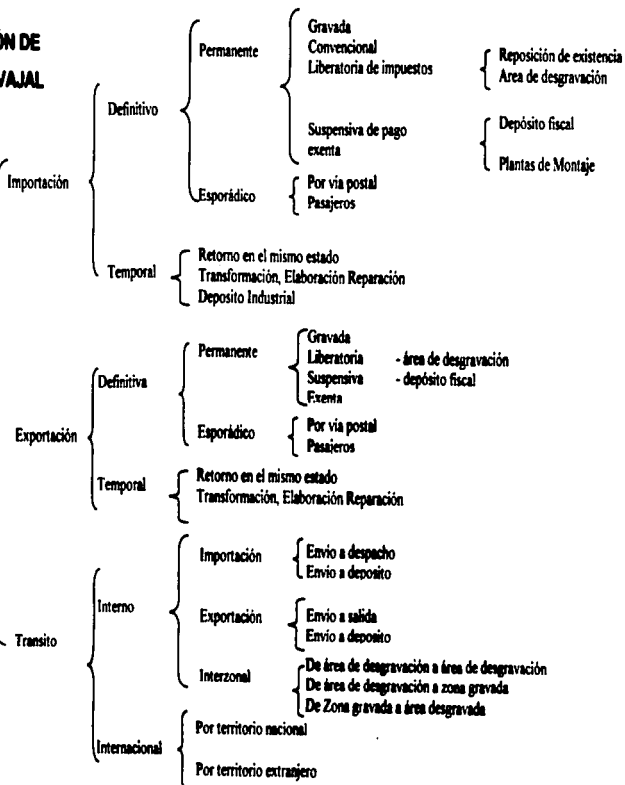 ÓN DE
VAJAL
Importación
Definitivo
Permanente
Gravada
Convencional
Liberatoria de impuestos
Reposición de existencia
Area de desgravación
Suspensiva de pago
exenta
Depósito fiscal
Plantas de Montaje
Esporádico
Por via postal
Pasajeros
Temporal
Retorno en el mismo estado
Transformación, Elaboración Reparación
Deposito Industrial
Exportación
Definitiva
Permanente
Gravada
Liberatoria - área de desgravación
Suspensiva - depósito fiscal
Exenta
Esporádico
Por via postal
Pasajeros
Temporal
Retorno en el mismo estado
Transformación, Elaboración Reparación
Transito
Interno
Importación
Envio a despacho
Envio a deposito
Exportación
Envio a salida
Envio a deposito
Interzonal
De área de desgravación a área de desgravación
De área de desgravación a zona gravada
De Zona gravada a área desgravada
Internacional
Por territorio nacional
Por territorio extranjero